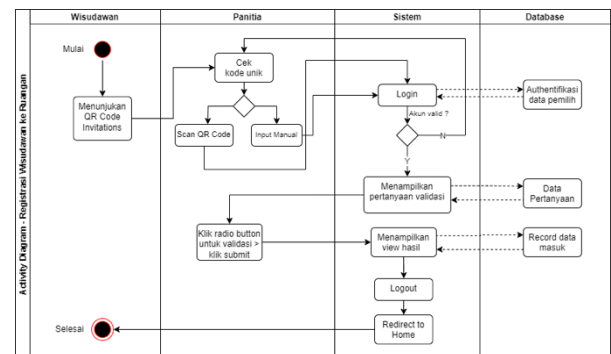 Wisudawan
Panitia
Sistem
Database
Activity Diagram - Registrasi Wisudawan ke Ruangan
Mulai
Menunjukan
QR Code
Invitations
Cek
kode unik
Scan QR Code
Input Manual
Login
Akun valid ?
N
Y
Authentifikasi
data pemilih
Menampilkan
pertanyaan validasi
Data
Pertanyaan
Klik radio button
untuk validasi >
klik submit
Menampilkan
view hasil
Record data
masuk
Logout
Redirect to
Home
Selesai